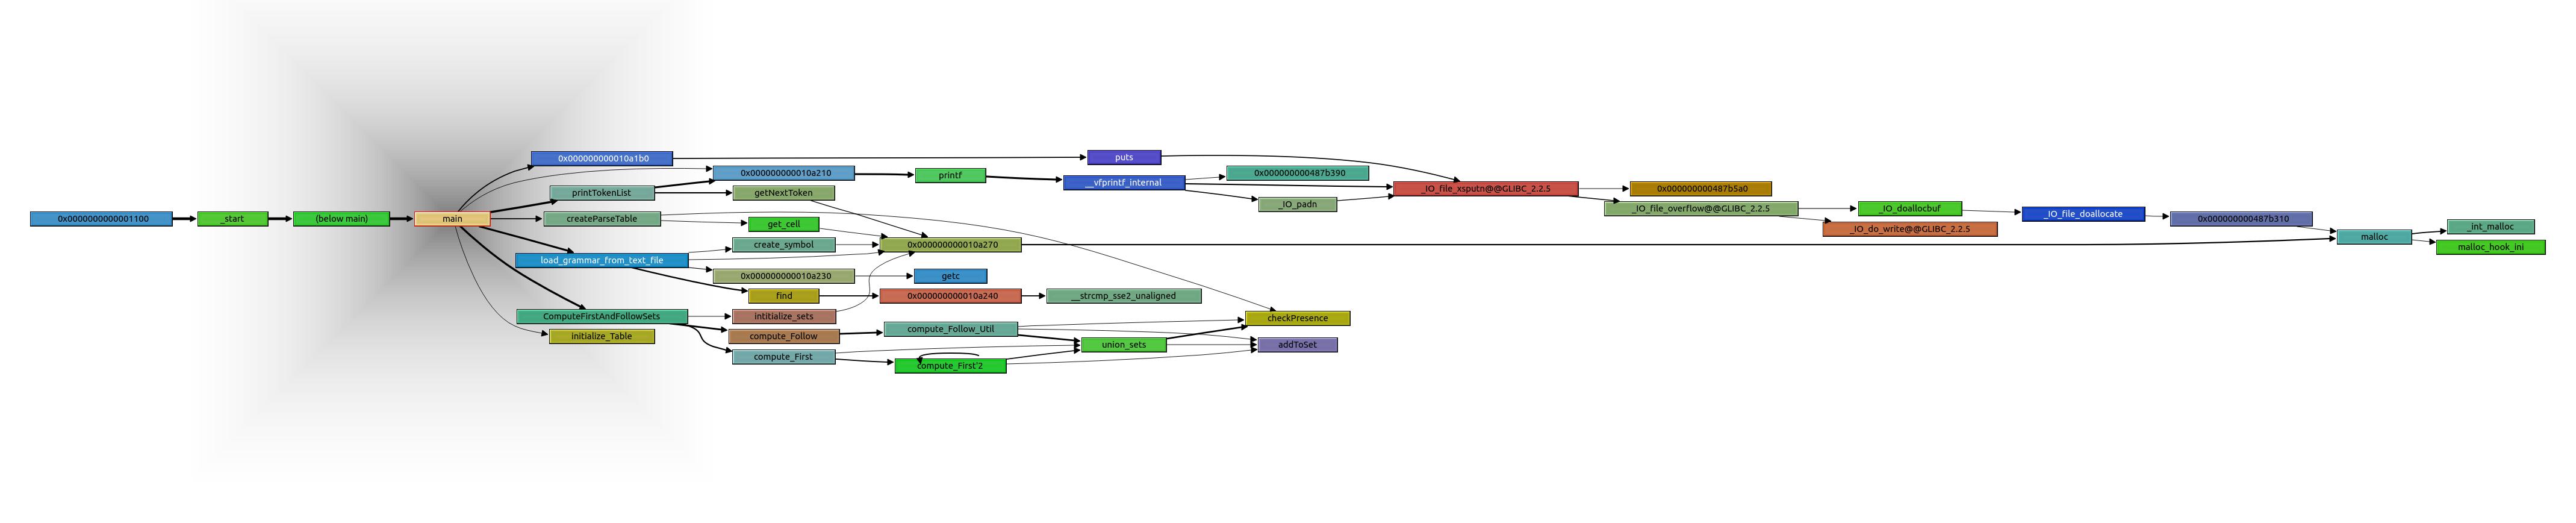 0x000000000010a1b0
puts
0x000000000010a210
0x000000000487b390
printf
__vfprintf_internal
_IO_file_xsputn@@GLIBC_2.2.5
0x000000000487b5a0
printTokenList
getNextToken
_IO_padn
_IO_file_overflow@@GLIBC_2.2.5
_IO_doallocbuf
_IO_file_doallocate
0x000000000487b310
0x0000000000001100
_start
(below main)
main
createParseTable
get_cell
_IO_do_write@@GLIBC_2.2.5
_int_malloc
malloc
create_symbol
0x000000000010a270
malloc_hook_ini
load_grammar_from_text_file
0x000000000010a230
getc
find
0x000000000010a240
__strcmp_sse2_unaligned
ComputeFirstAndFollowSets
intitialize_sets
checkPresence
initialize_Table
compute_Follow
compute_Follow_Util
union_sets
addToSet
compute_First
compute_First'2